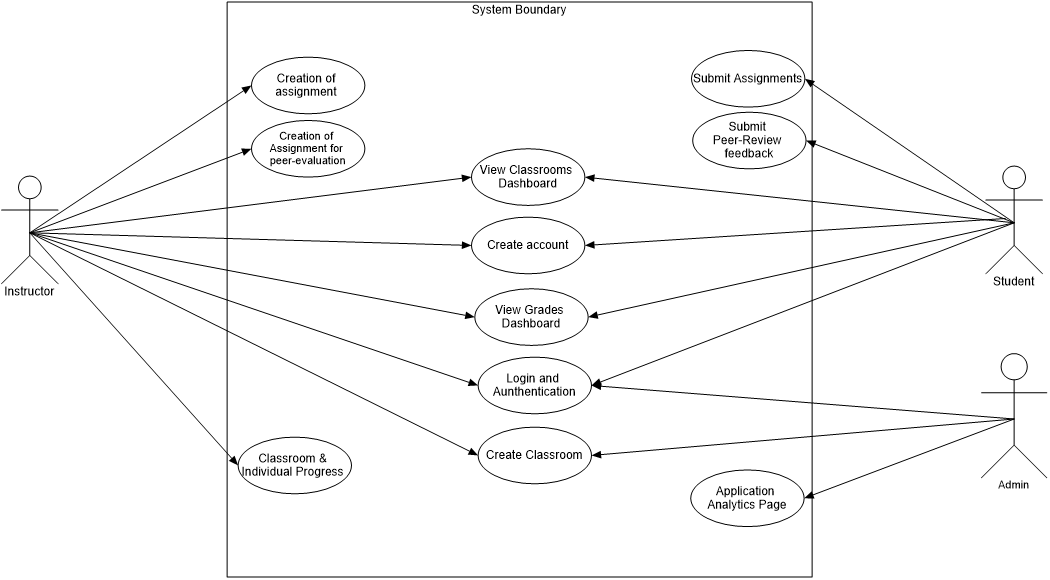 System Boundary
Creation of
assignment
Submit Assignments
Creation of
Assignment for
peer-evaluation
Submit
Peer-Review
feedback
View Classrooms
Dashboard
Create account
Instructor
Student
View Grades
Dashboard
Login and
Aunthentication
Create Classroom
Classroom &
Individual Progress
Application
Analytics Page
Admin